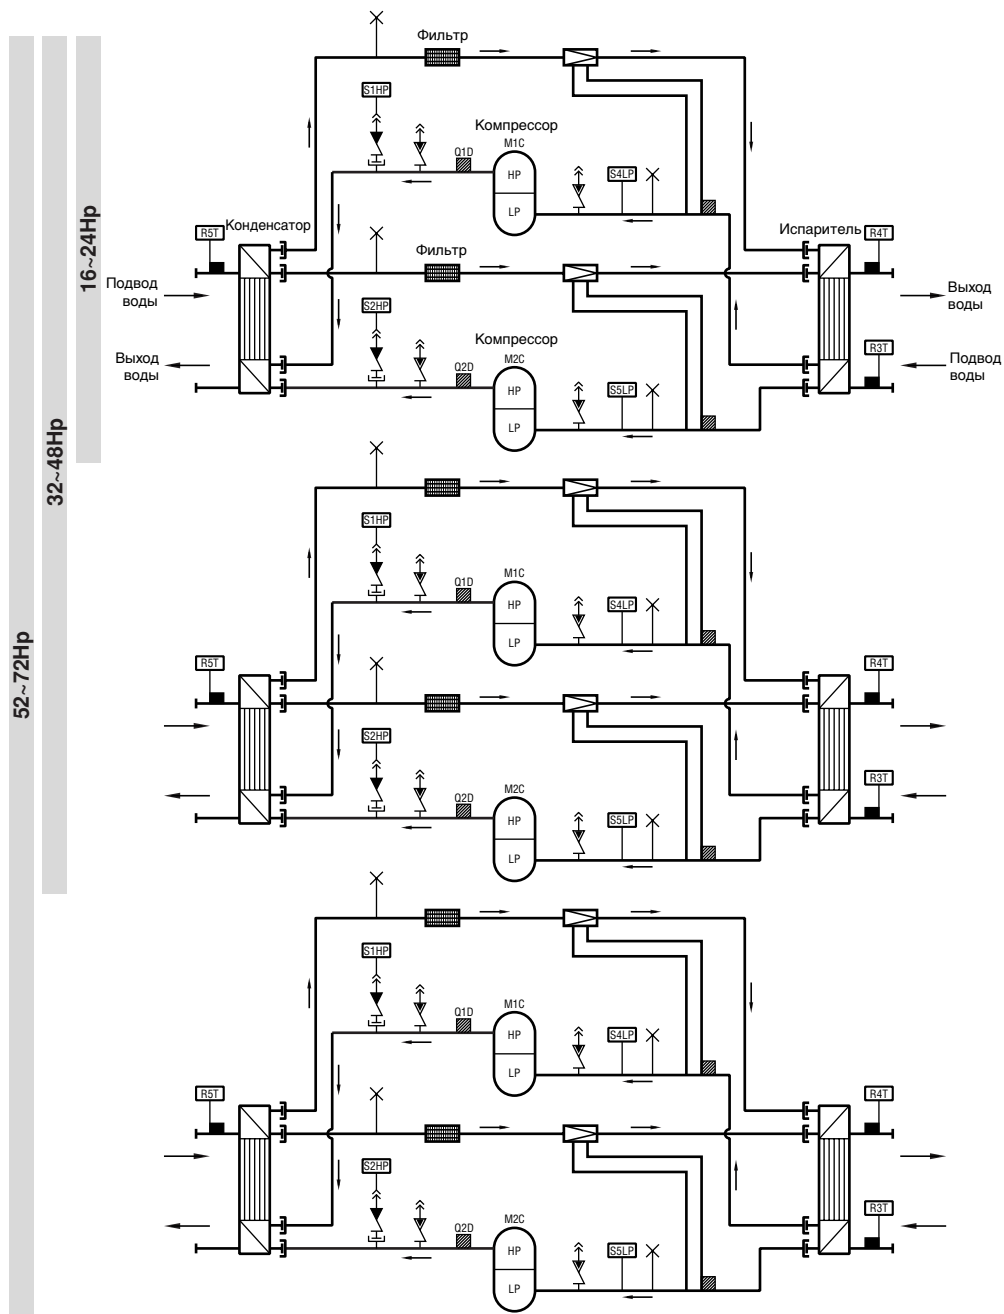 Фильтр
S1HP
Компрессор
M1C
Q1D
HP
S4LP
LP
16~24Hp
R5T
Конденсатор
Испаритель
R4T
Фильтр
Подвод
воды
Выход
воды
S2HP
Компрессор
M2C
Выход
воды
R3T
Подвод
воды
Q2D
HP
S5LP
LP
32~48Hp
S1HP
M1C
Q1D
HP
S4LP
LP
52~72Hp
R5T
R4T
S2HP
M2C
R3T
Q2D
HP
S5LP
LP
S1HP
M1C
Q1D
HP
S4LP
LP
R5T
R4T
S2HP
M2C
R3T
Q2D
HP
S5LP
LP